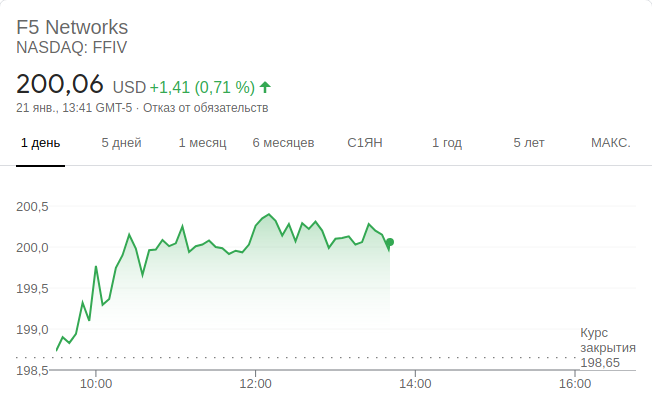 F5 Networks
NASDAQ: FFIV
200,06 USD +1,41 (0,71 %)
21 янв., 13:41 GMT-5 · Отказ от обязательств
1 день 5 дней 1 месяц 6 месяцев С1ЯН 1 год 5 лет МАКС.
200,5
200,0
199,5
199,0
Курс
закрытия
198,65
198,5
10:00 12:00 14:00 16:00